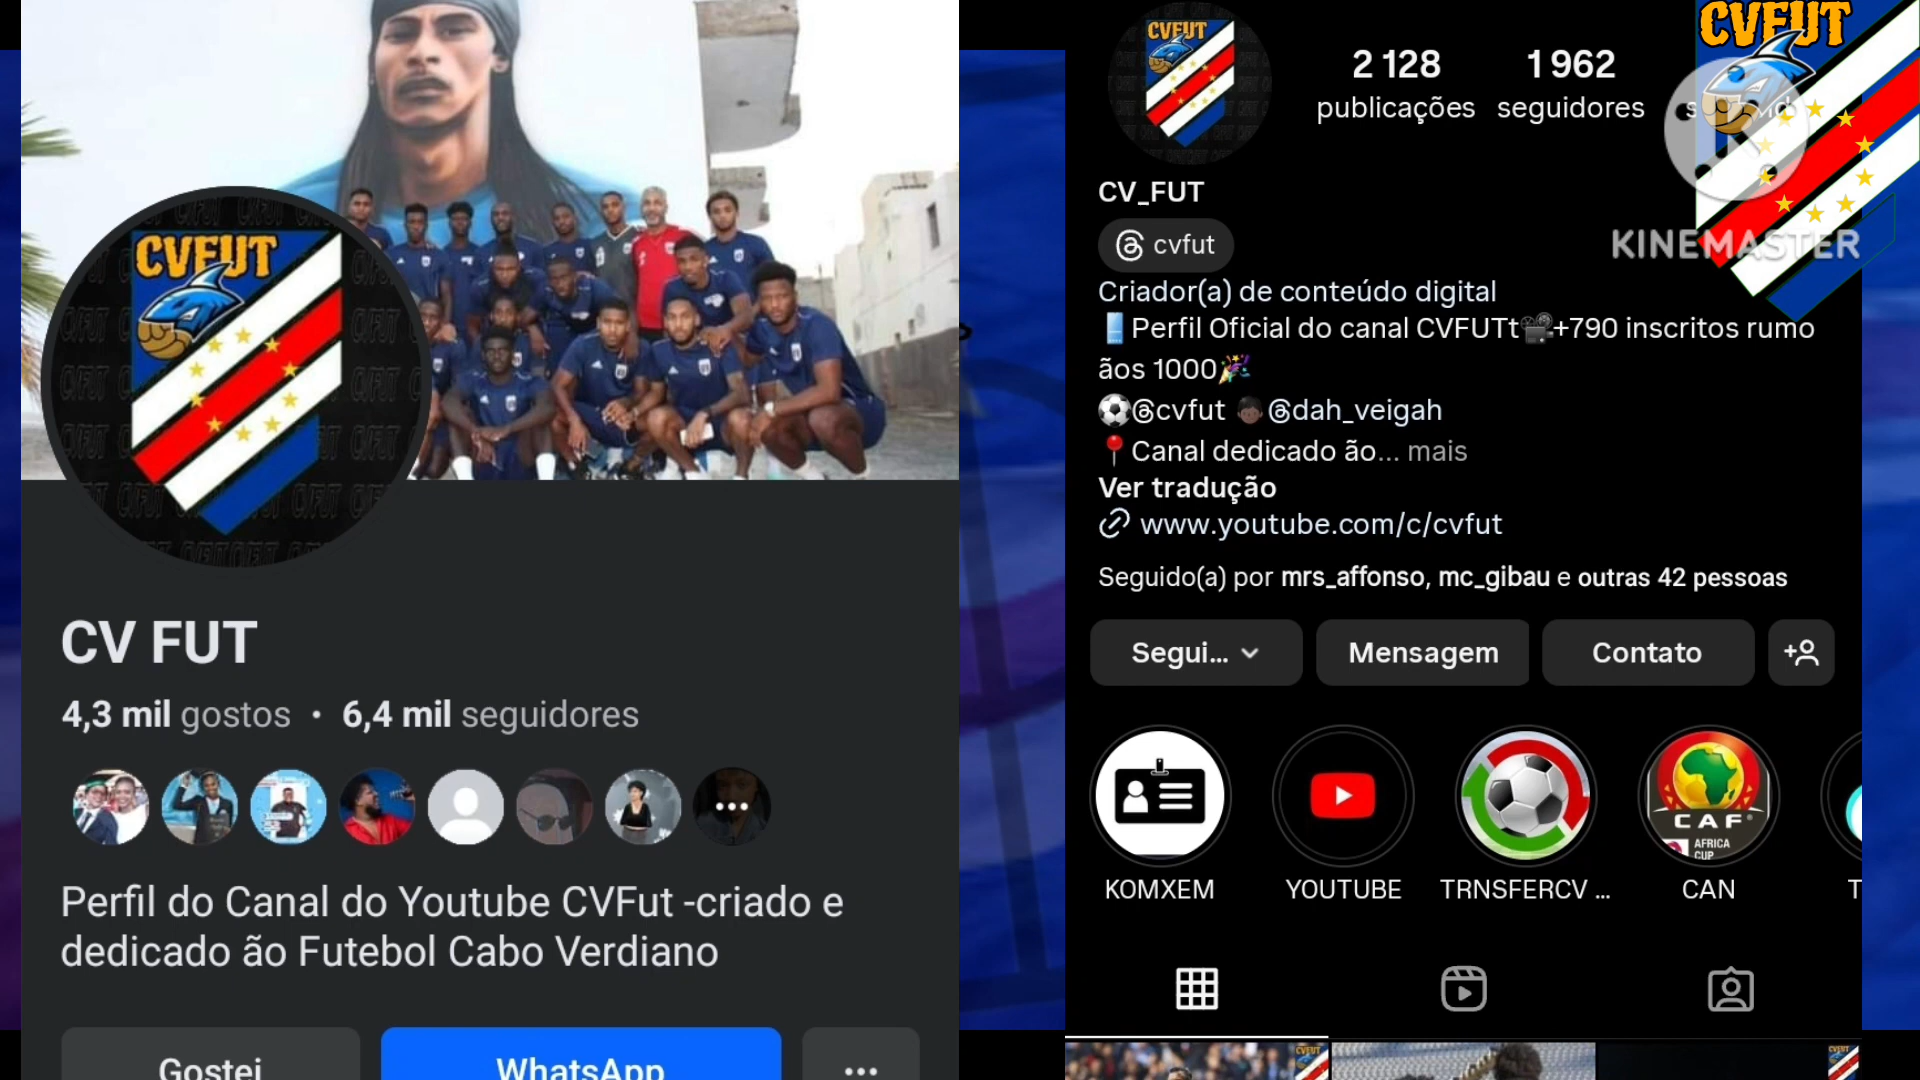 CVFUT
CV FUT
4,3 mil gostos • 6,4 mil seguidores
Perfil do Canal do Youtube CVFut -criado e
dedicado ão Futebol Cabo Verdiano
Gostei
WhatsApp
CVFUT
2 128
publicações
1 962
seguidores
CV_FUT
cvfut
Criador(a) de conteúdo digital
Perfil Oficial do canal CVFUTt🎥+790 inscritos rumo
ãos 1000🎉
⚽@cvfut @dah_veigah
📍Canal dedicado ão... mais
Ver tradução
www.youtube.com/c/cvfut
Seguido(a) por mrs_affonso, mc_gibau e outras 42 pessoas
Segui...
Mensagem
Contato
CAF
AFRICA
CUP
KOMXEM
YOUTUBE
TRNSFERCV ...
CAN
T
CVFUT
KINEMASTER